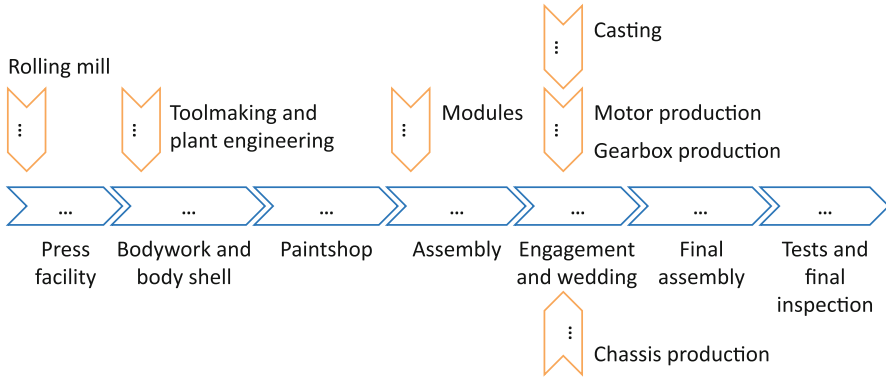 Casting
Rolling mill
Toolmaking and
plant engineering
Modules
Motor production
Gearbox production
...
...
...
...
...
...
...
...
...
...
...
...
Press
facility
Bodywork and
body shell
Paintshop
Assembly
Engagement
and wedding
Final
assembly
Tests and
final
inspection
...
Chassis production